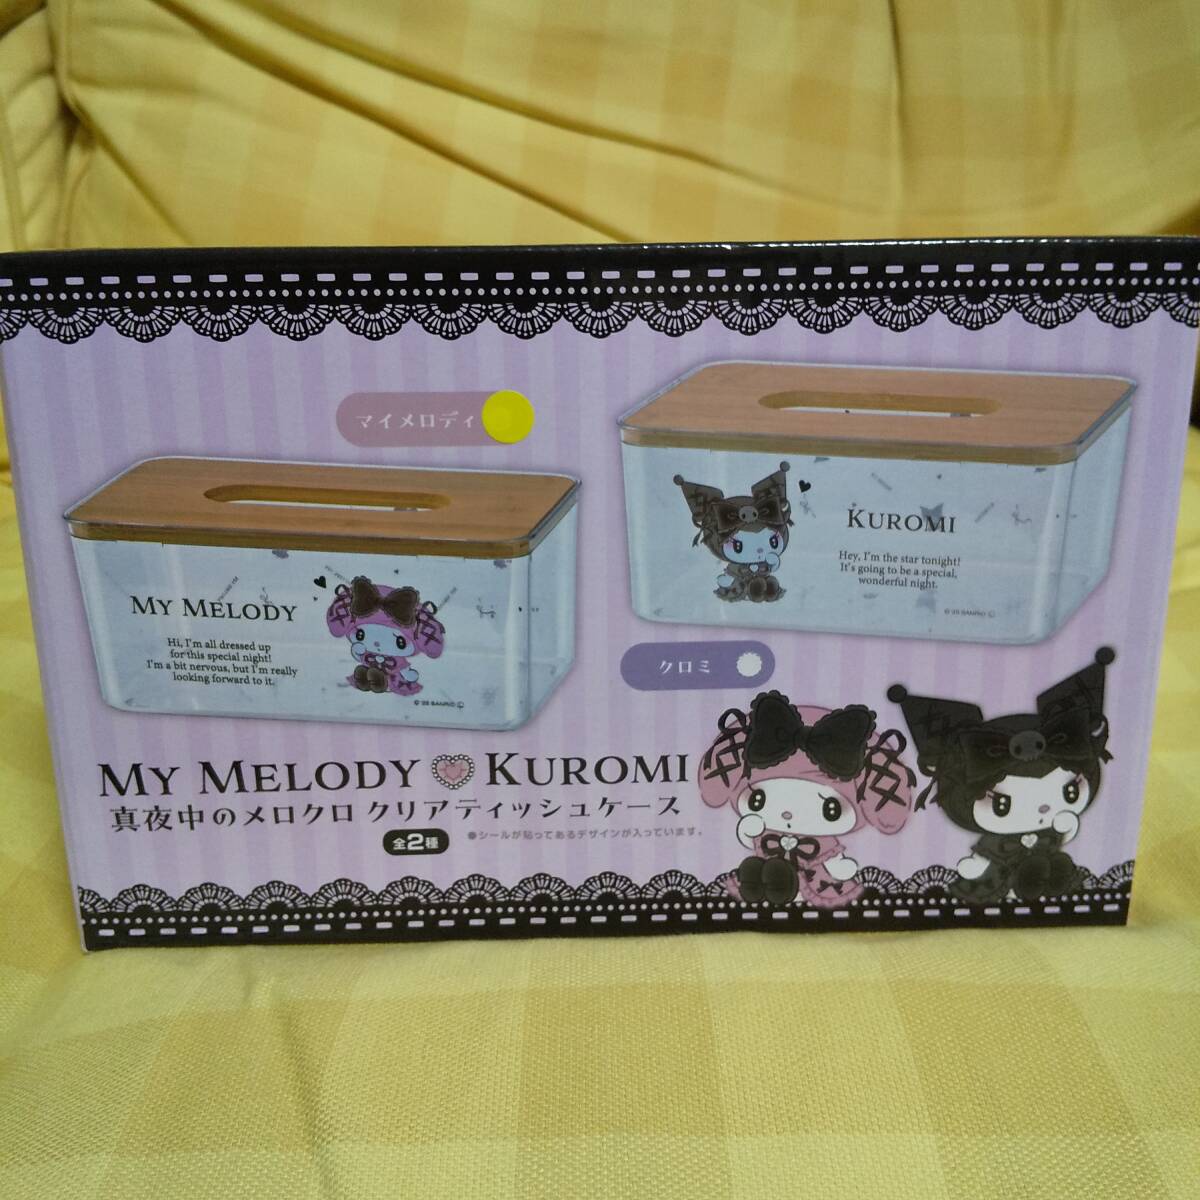 マイメロディ
MY MELODY
Hi, I'm all dressed up
for this special night!
I'm a bit nervous, but I'm really
looking forward to it.
KUROMI
Hey, I'm the star tonight!
It's going to be a special,
wonderful night.
クロミ
MY MELODY KUROMI
真夜中のメロクロ クリアティッシュケース
全2種
●シールが貼ってあるデザインが入っています。